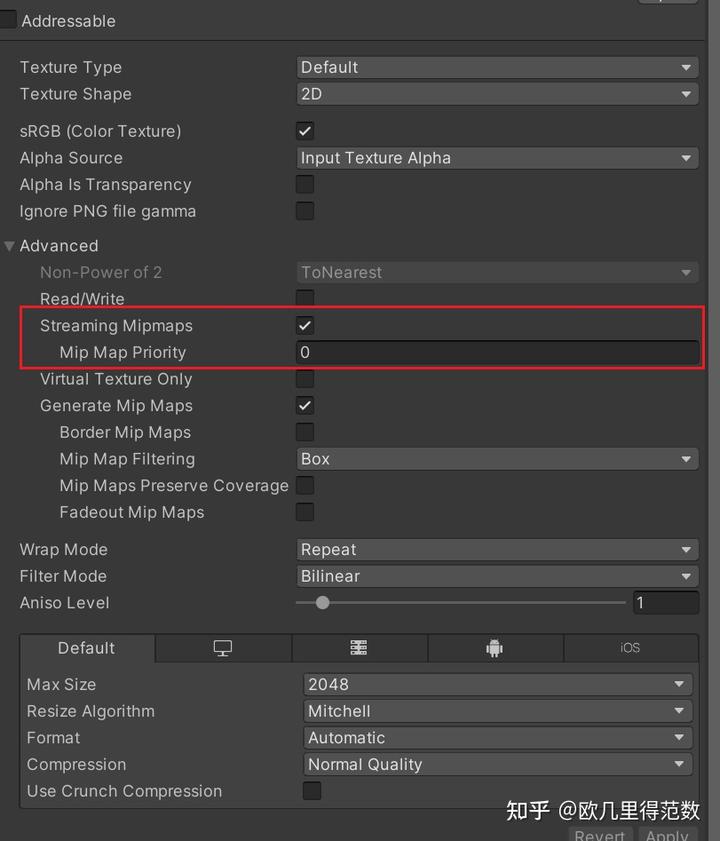 Addressable
Texture Type Default
Texture Shape 2D
sRGB (Color Texture)
Alpha Source Input Texture Alpha
Alpha Is Transparency
Ignore PNG file gamma
Advanced
Non-Power of 2 ToNearest
Read/Write
Streaming Mipmaps
Mip Map Priority 0
Virtual Texture Only
Generate Mip Maps
Border Mip Maps
Mip Map Filtering Box
Mip Maps Preserve Coverage
Fadeout Mip Maps
Wrap Mode Repeat
Filter Mode Bilinear
Aniso Level 1
Default iOS
Max Size 2048
Resize Algorithm Mitchell
Format Automatic
Compression Normal Quality
Use Crunch Compression
知乎 @欧几里得范数
Revert Apply